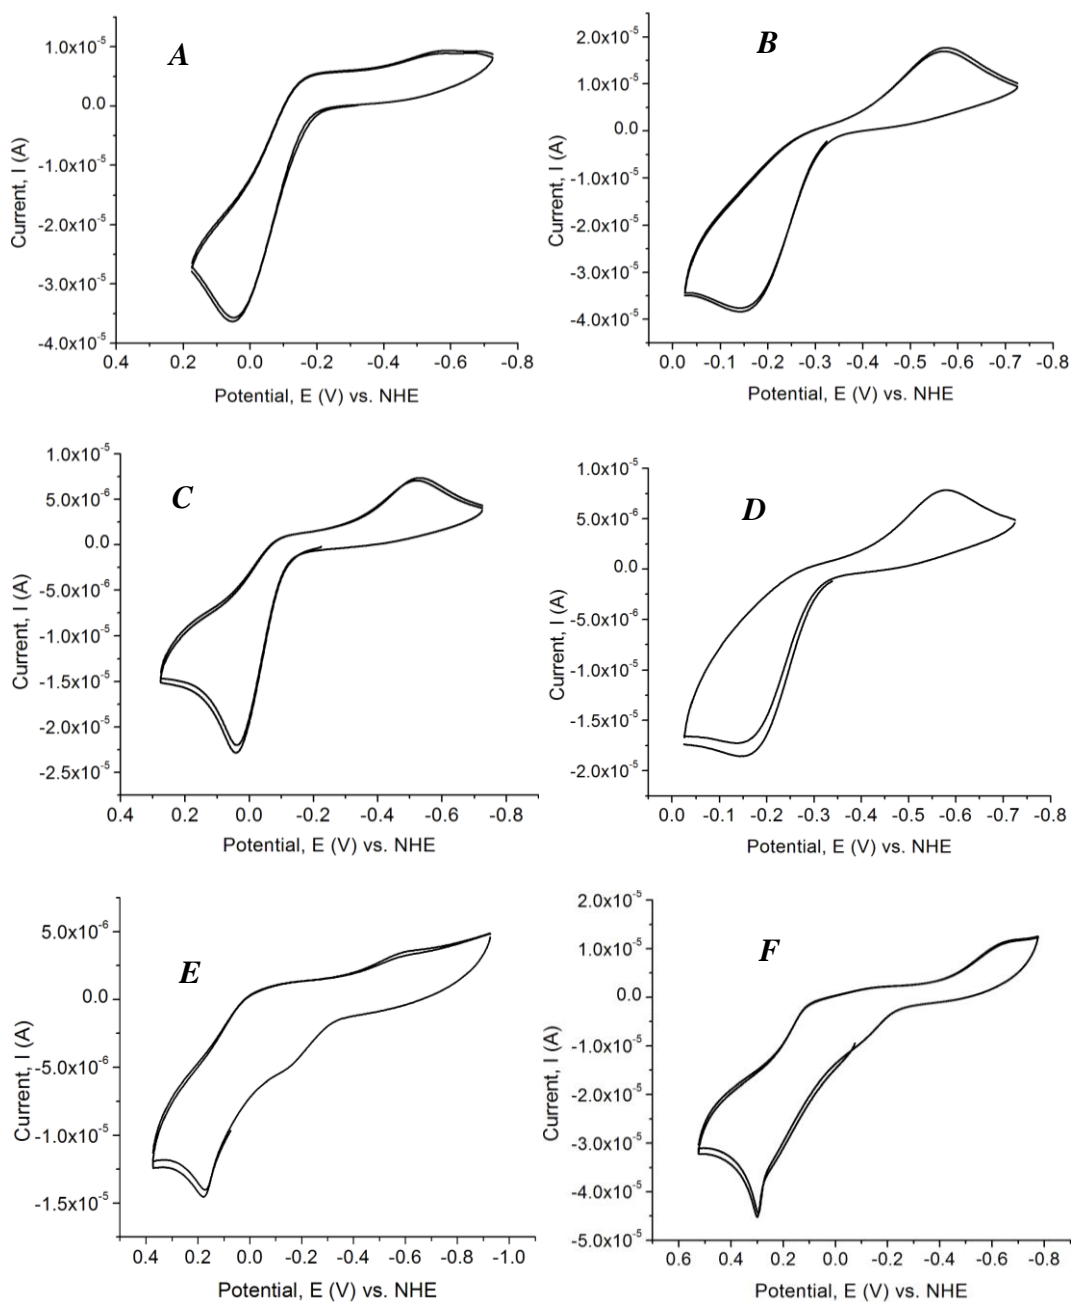 A
1.0x10⁻⁵
0.0
-1.0x10⁻⁵
-2.0x10⁻⁵
-3.0x10⁻⁵
-4.0x10⁻⁵
Current, I (A)
0.4 0.2 0.0 -0.2 -0.4 -0.6 -0.8
Potential, E (V) vs. NHE
B
2.0x10⁻⁵
1.0x10⁻⁵
0.0
-1.0x10⁻⁵
-2.0x10⁻⁵
-3.0x10⁻⁵
-4.0x10⁻⁵
Current, I (A)
0.0 -0.1 -0.2 -0.3 -0.4 -0.5 -0.6 -0.7 -0.8
Potential, E (V) vs. NHE
C
1.0x10⁻⁵
5.0x10⁻⁶
0.0
-5.0x10⁻⁶
-1.0x10⁻⁵
-1.5x10⁻⁵
-2.0x10⁻⁵
-2.5x10⁻⁵
Current, I (A)
0.4 0.2 0.0 -0.2 -0.4 -0.6 -0.8
Potential, E (V) vs. NHE
D
1.0x10⁻⁵
5.0x10⁻⁶
0.0
-5.0x10⁻⁶
-1.0x10⁻⁵
-1.5x10⁻⁵
-2.0x10⁻⁵
Current, I (A)
0.0 -0.1 -0.2 -0.3 -0.4 -0.5 -0.6 -0.7 -0.8
Potential, E (V) vs. NHE
E
5.0x10⁻⁶
0.0
-5.0x10⁻⁶
-1.0x10⁻⁵
-1.5x10⁻⁵
Current, I (A)
0.4 0.2 0.0 -0.2 -0.4 -0.6 -0.8 -1.0
Potential, E (V) vs. NHE
F
2.0x10⁻⁵
1.0x10⁻⁵
0.0
-1.0x10⁻⁵
-2.0x10⁻⁵
-3.0x10⁻⁵
-4.0x10⁻⁵
-5.0x10⁻⁵
Current, I (A)
0.6 0.4 0.2 0.0 -0.2 -0.4 -0.6 -0.8
Potential, E (V) vs. NHE